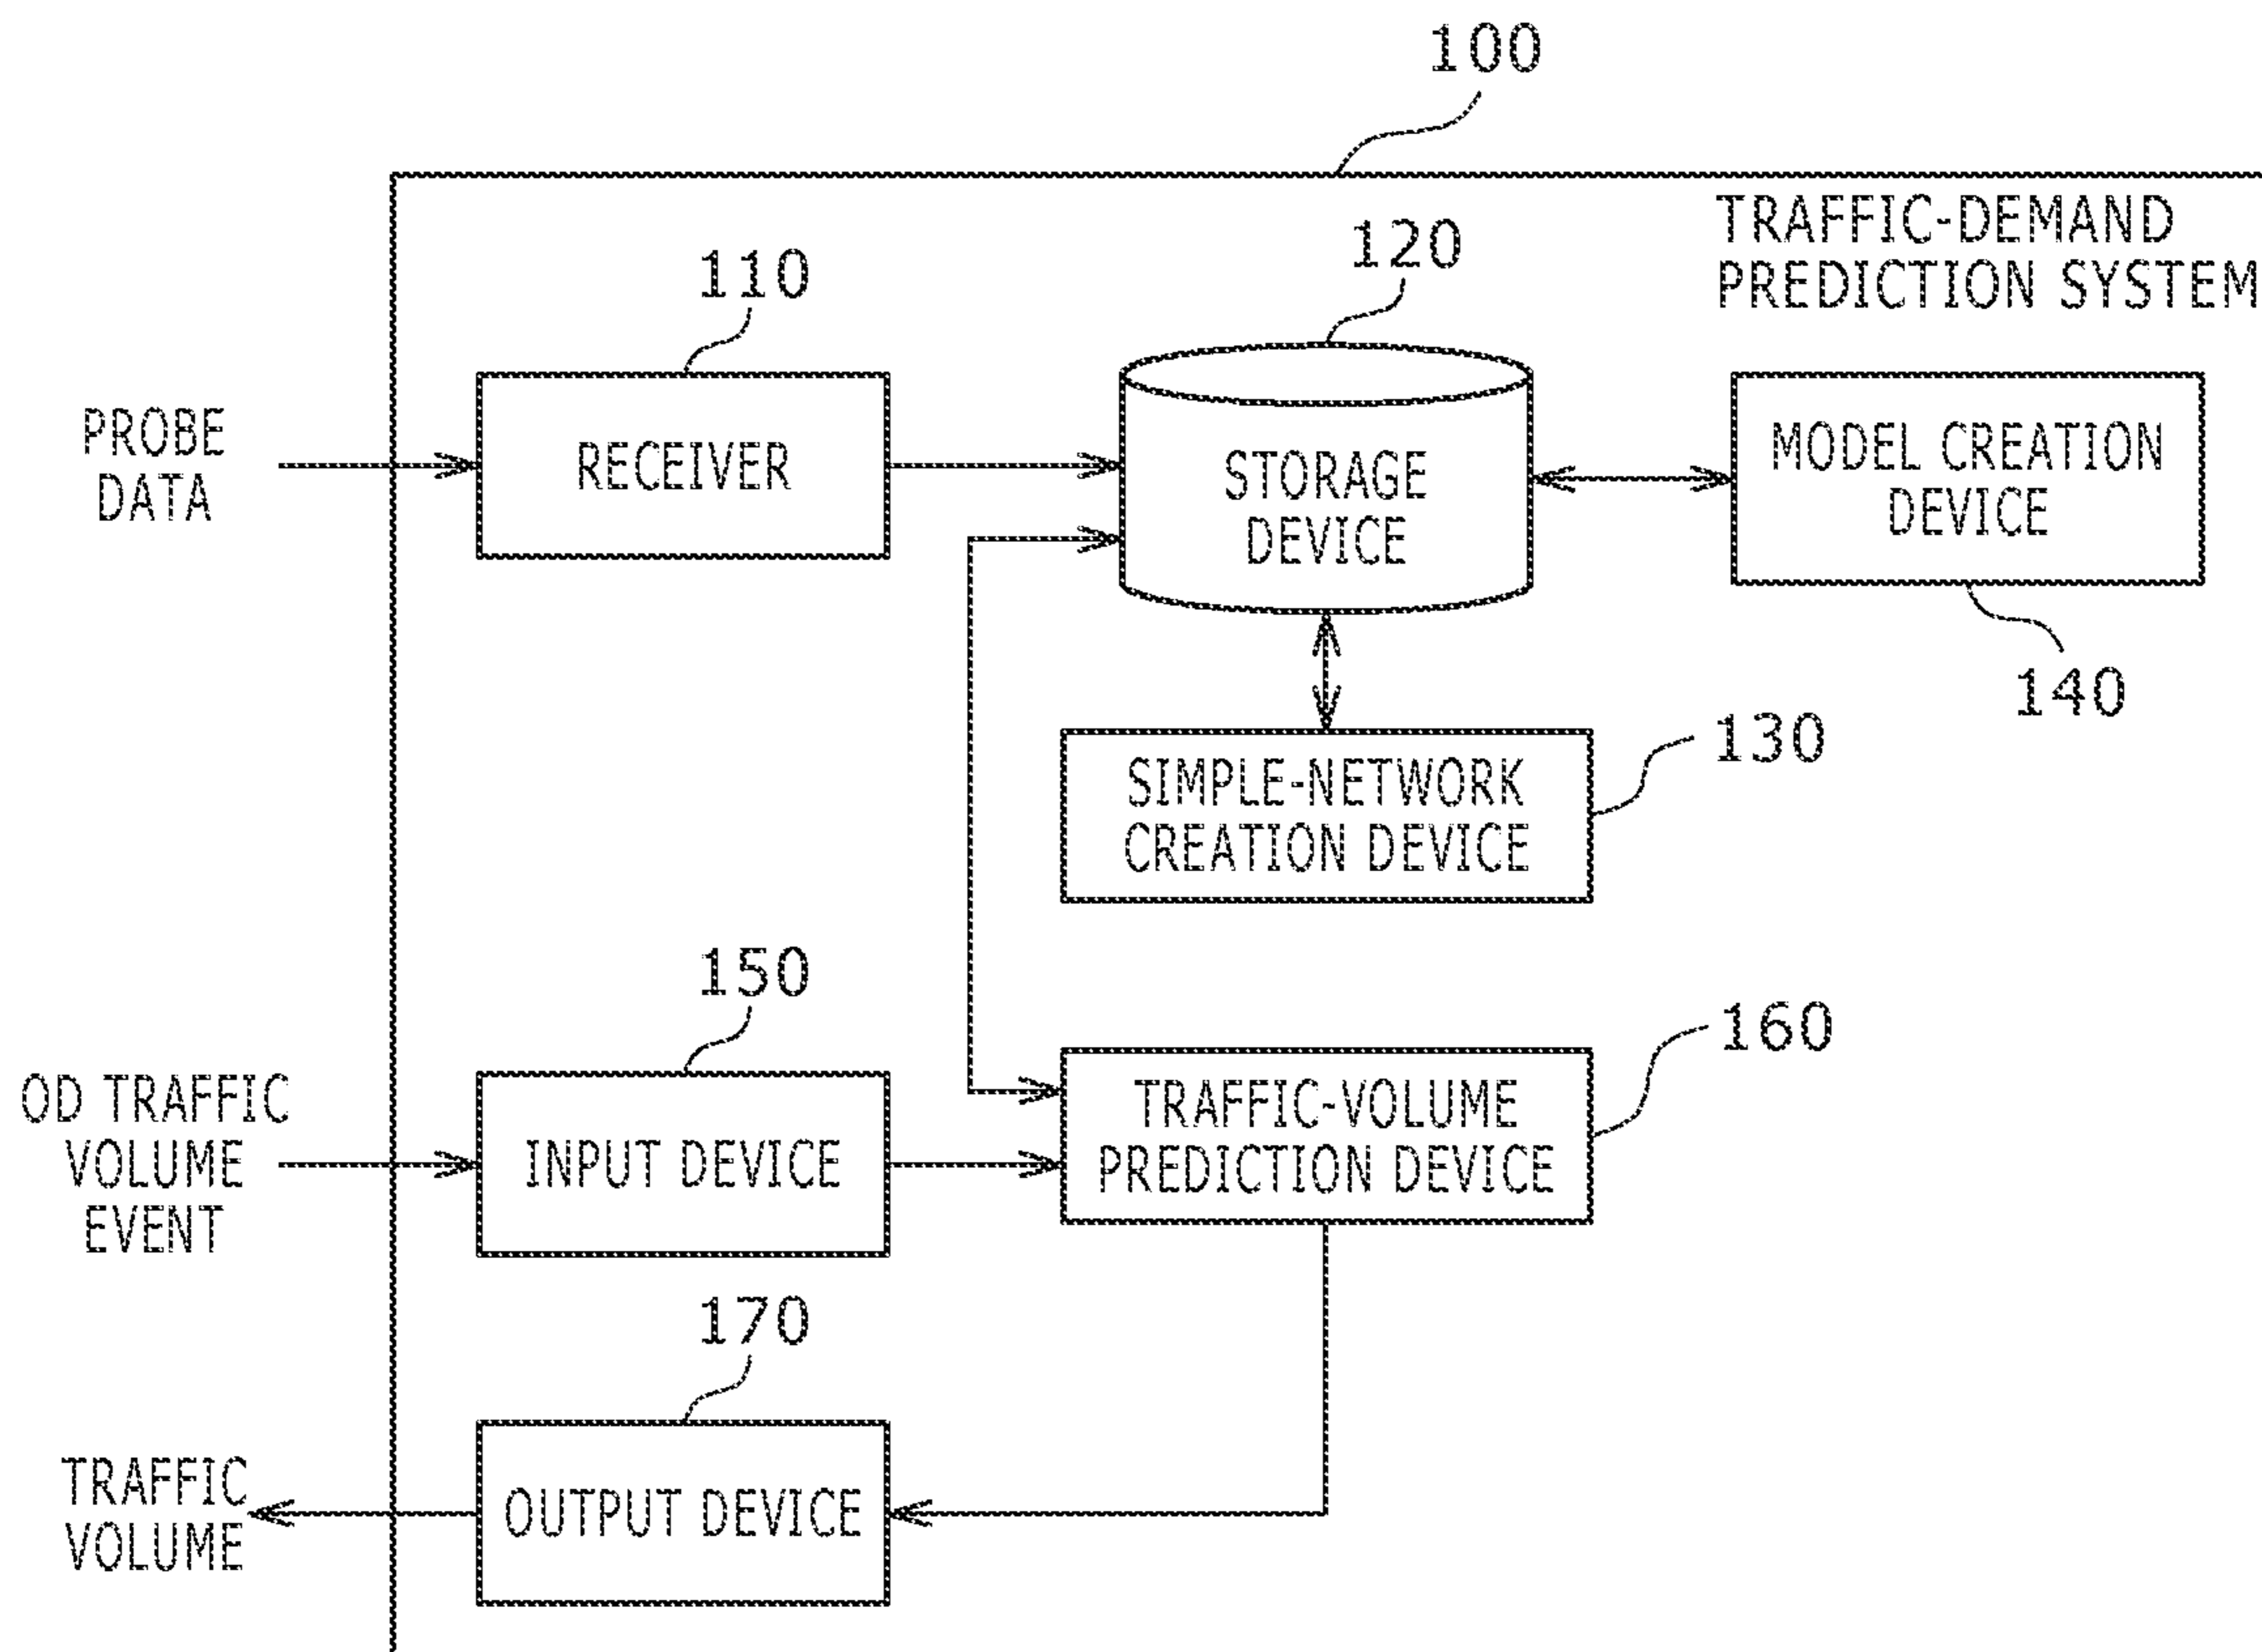 100
TRAFFIC-DEMAND
PREDICTION SYSTEM
110
120
PROBE
DATA
RECEIVER
STORAGE
DEVICE
MODEL CREATION
DEVICE
140
130
SIMPLE-NETWORK
CREATION DEVICE
150
160
OD TRAFFIC
VOLUME
EVENT
INPUT DEVICE
TRAFFIC-VOLUME
PREDICTION DEVICE
170
TRAFFIC
VOLUME
OUTPUT DEVICE